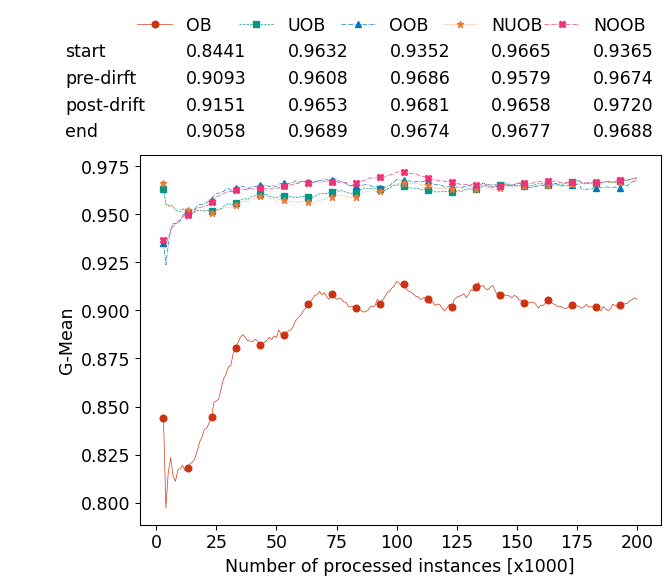 OB UOB OOB NUOB NOOB
start 0.8441 0.9632 0.9352 0.9665 0.9365
pre-dirft 0.9093 0.9608 0.9686 0.9579 0.9674
post-drift 0.9151 0.9653 0.9681 0.9658 0.9720
end 0.9058 0.9689 0.9674 0.9677 0.9688
0.975
0.950
0.925
0.900
0.875
0.850
0.825
0.800
G-Mean
0 25 50 75 100 125 150 175 200
Number of processed instances [x1000]